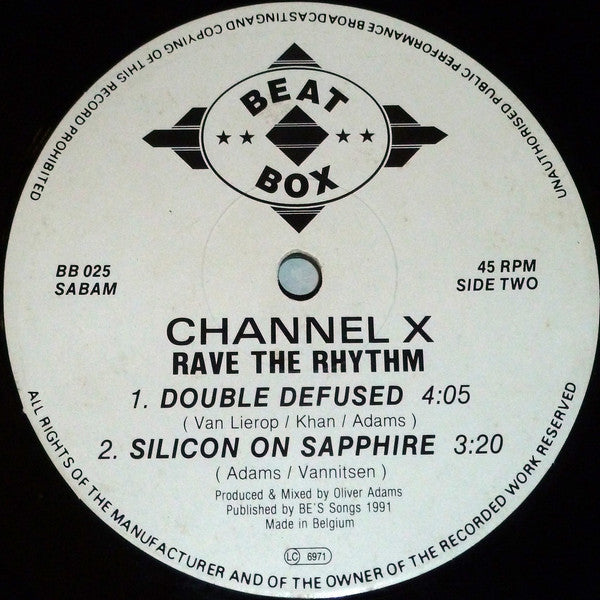 UNAUTHORISED PUBLIC PERFORMANCE BROADCASTINGAND COPYING OF THIS RECORD PROHIBITED
BEAT
★★ ★★
BOX
BB 025
SABAM
45 RPM
SIDE TWO
CHANNEL X
RAVE THE RHYTHM
1. DOUBLE DEFUSED 4:05
( Van Lierop / Khan / Adams )
2. SILICON ON SAPPHIRE 3:20
( Adams / Vannitsen )
Produced & Mixed by Oliver Adams
Published by BE'S Songs 1991
Made in Belgium
LC 6971
ALL RIGHTS OF THE MANUFACTURER AND OF THE OWNER OF THE RECORDED WORK RESERVED